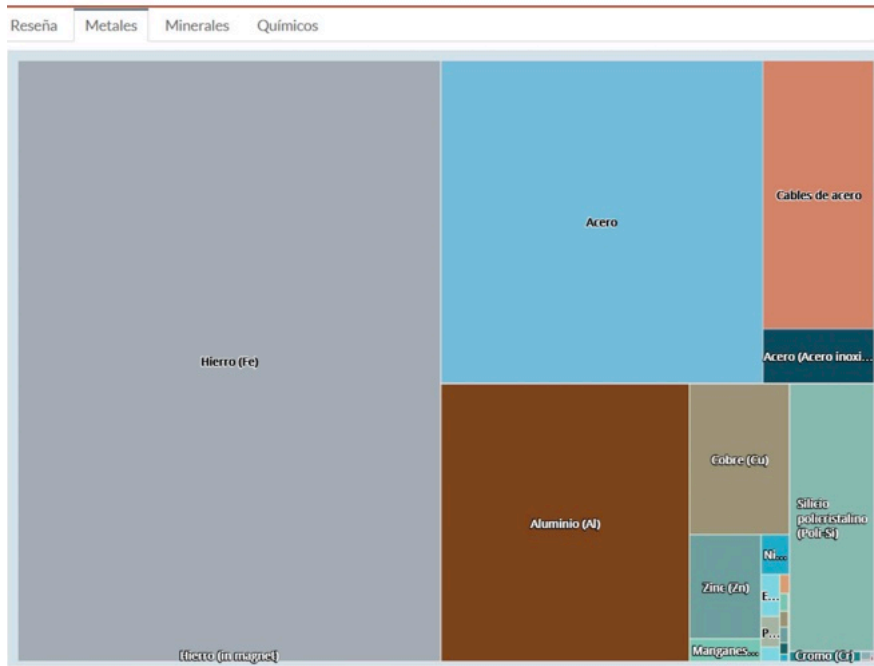 Reseña Metales Minerales Químicos
Hierro (Fe)
Hierro (in magnet)
Acero
Cables de acero
Acero (Acero inoxi...
Aluminio (Al)
Cobre (Cu)
Silicio
policristalino
(Poli-Si)
Zinc (Zn)
Ni...
E...
P...
Manganes...
Cromo (Cr)